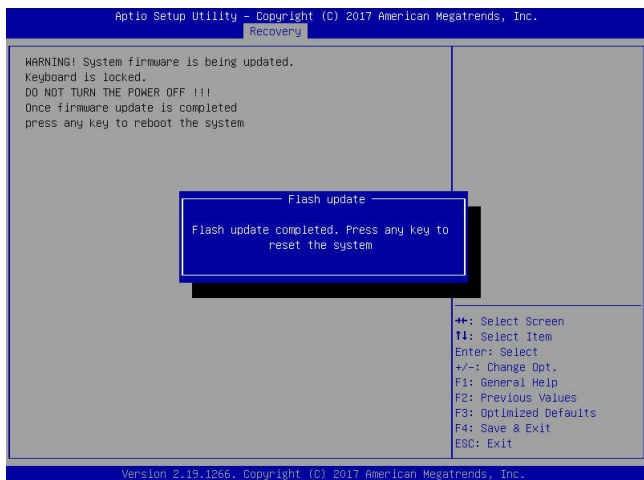 Aptio Setup Utility – Copyright (C) 2017 American Megatrends, Inc.
Recovery
WARNING! System firmware is being updated.
Keyboard is locked.
DO NOT TURN THE POWER OFF !!!
Once firmware update is completed
press any key to reboot the system
Flash update
Flash update completed. Press any key to
reset the system
→←: Select Screen
↑↓: Select Item
Enter: Select
+/-: Change Opt.
F1: General Help
F2: Previous Values
F3: Optimized Defaults
F4: Save & Exit
ESC: Exit
Version 2.19.1266. Copyright (C) 2017 American Megatrends, Inc.